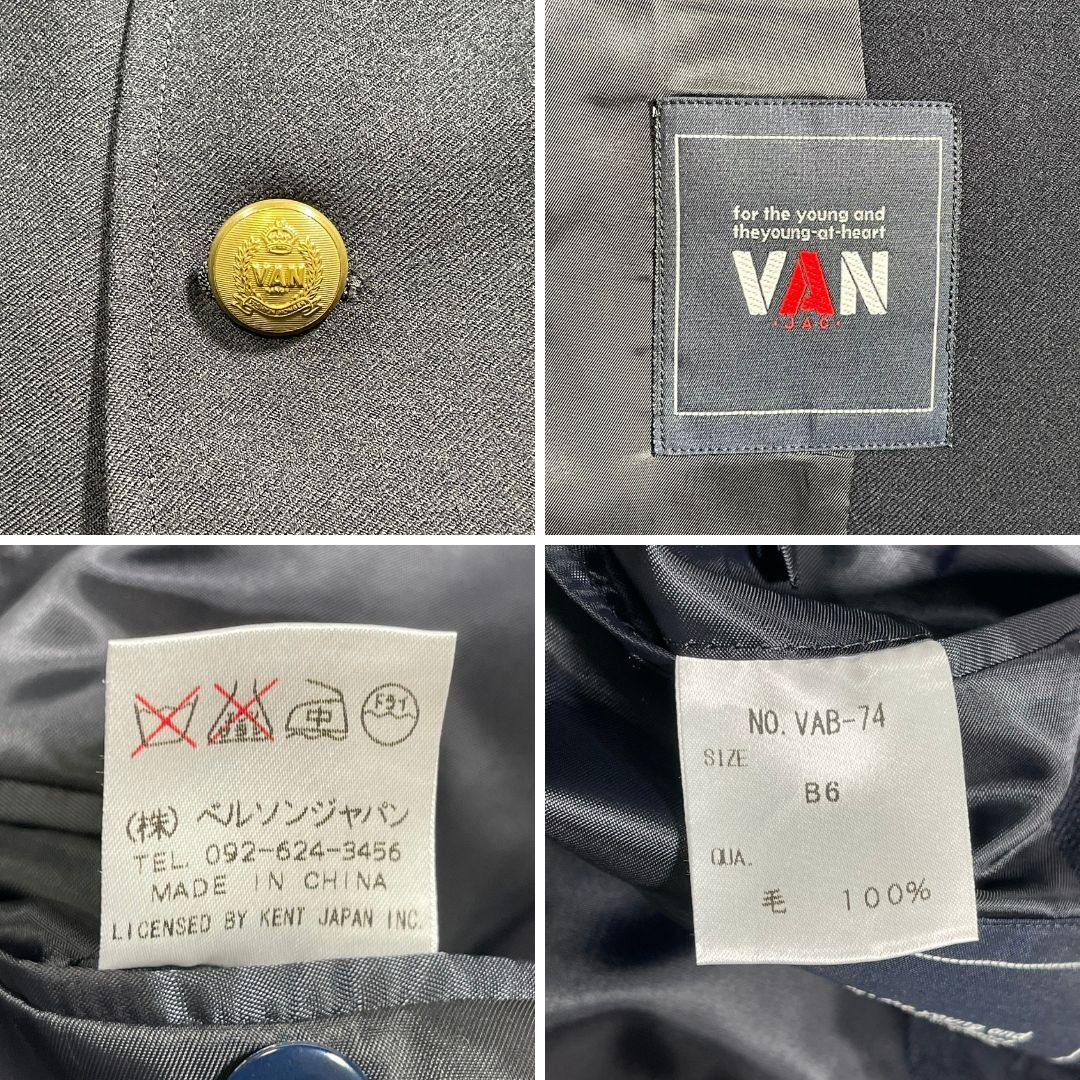 VAN
for the young and
theyoung-at-heart
VAN
・JAC・
中
ドライ
(株) ベルソンジャパン
TEL. 092-624-3456
MADE IN CHINA
LICENSED BY KENT JAPAN INC.
NO. VAB-74
SIZE
B6
QUA.
毛 100%